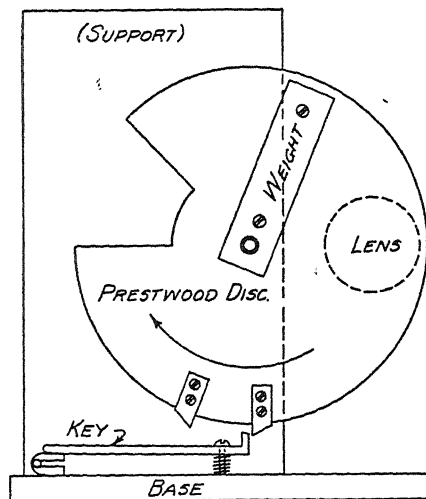 (SUPPORT)
WEIGHT
LENS
PRESTWOOD DISC.
KEY
BASE